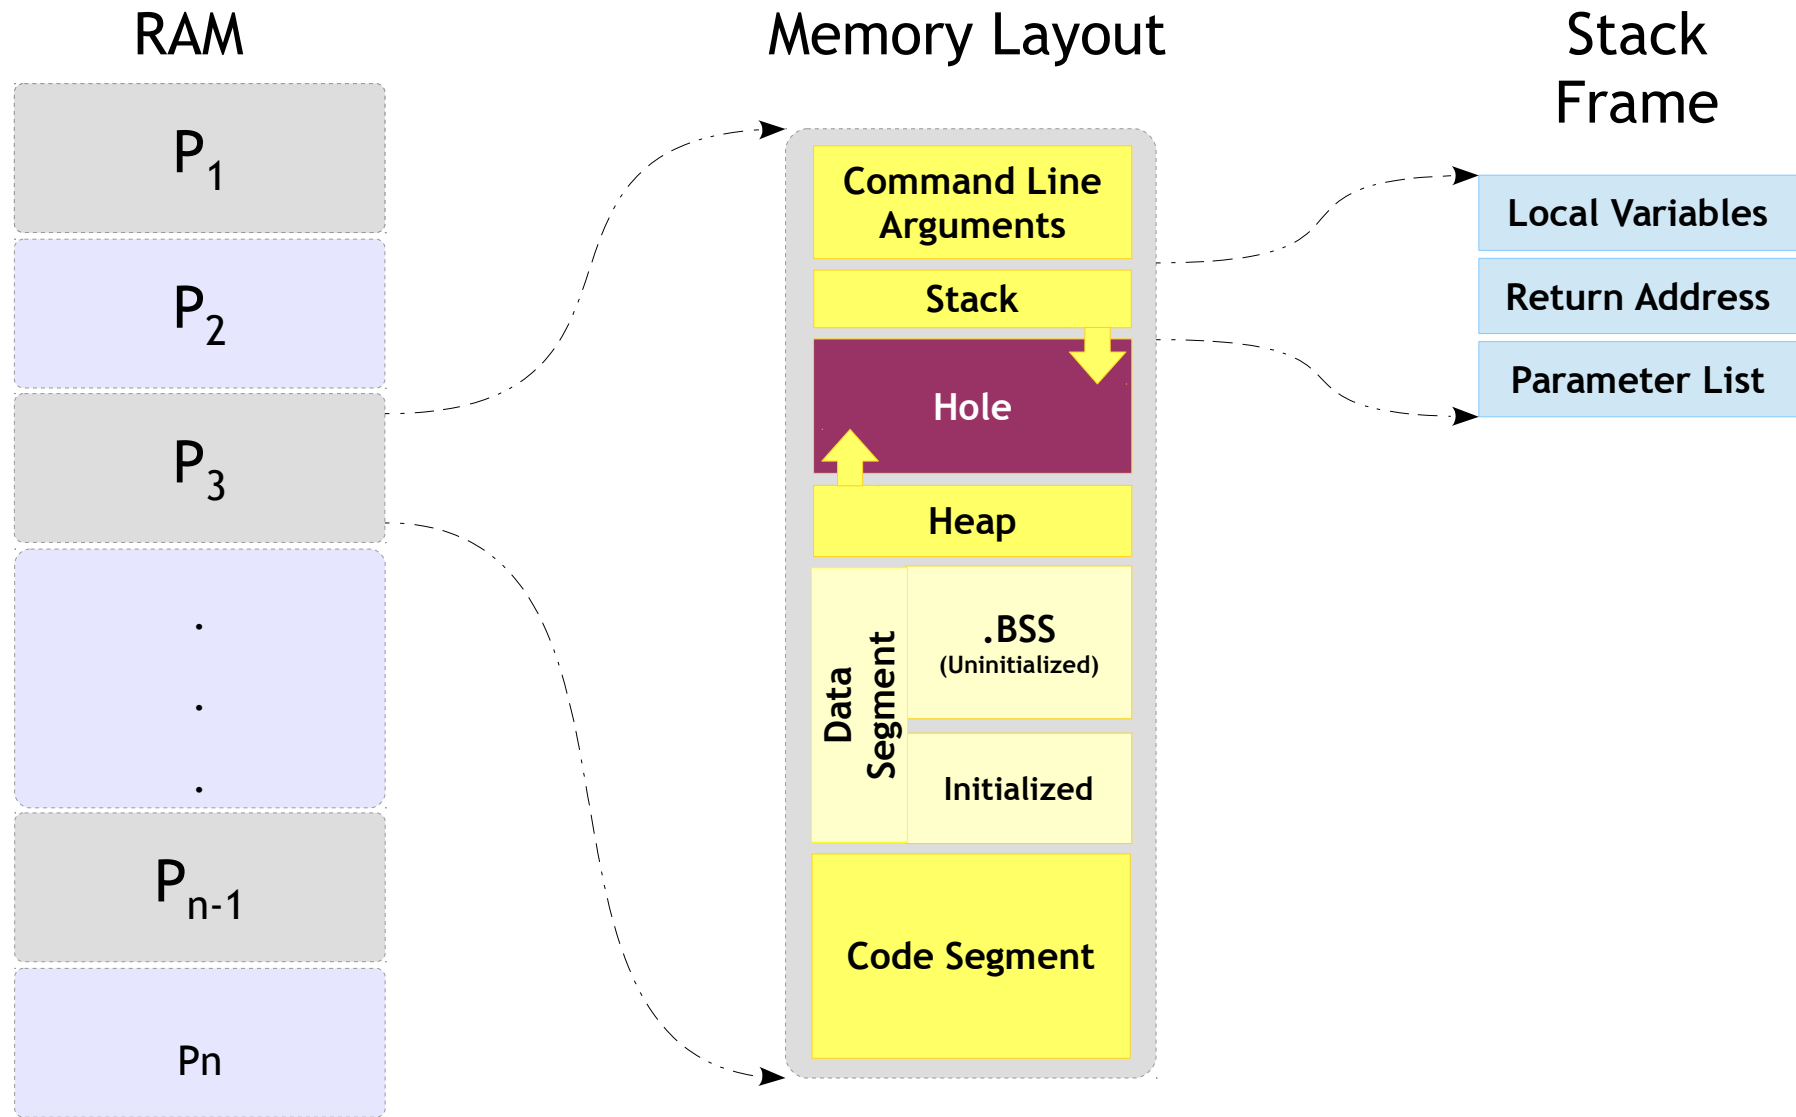 RAM
P1
P2
P3
.
.
.
Pn-1
Pn
Memory Layout
Command Line
Arguments
Stack
Hole
Heap
Data
Segment
.BSS
(Uninitialized)
Initialized
Code Segment
Stack
Frame
Local Variables
Return Address
Parameter List